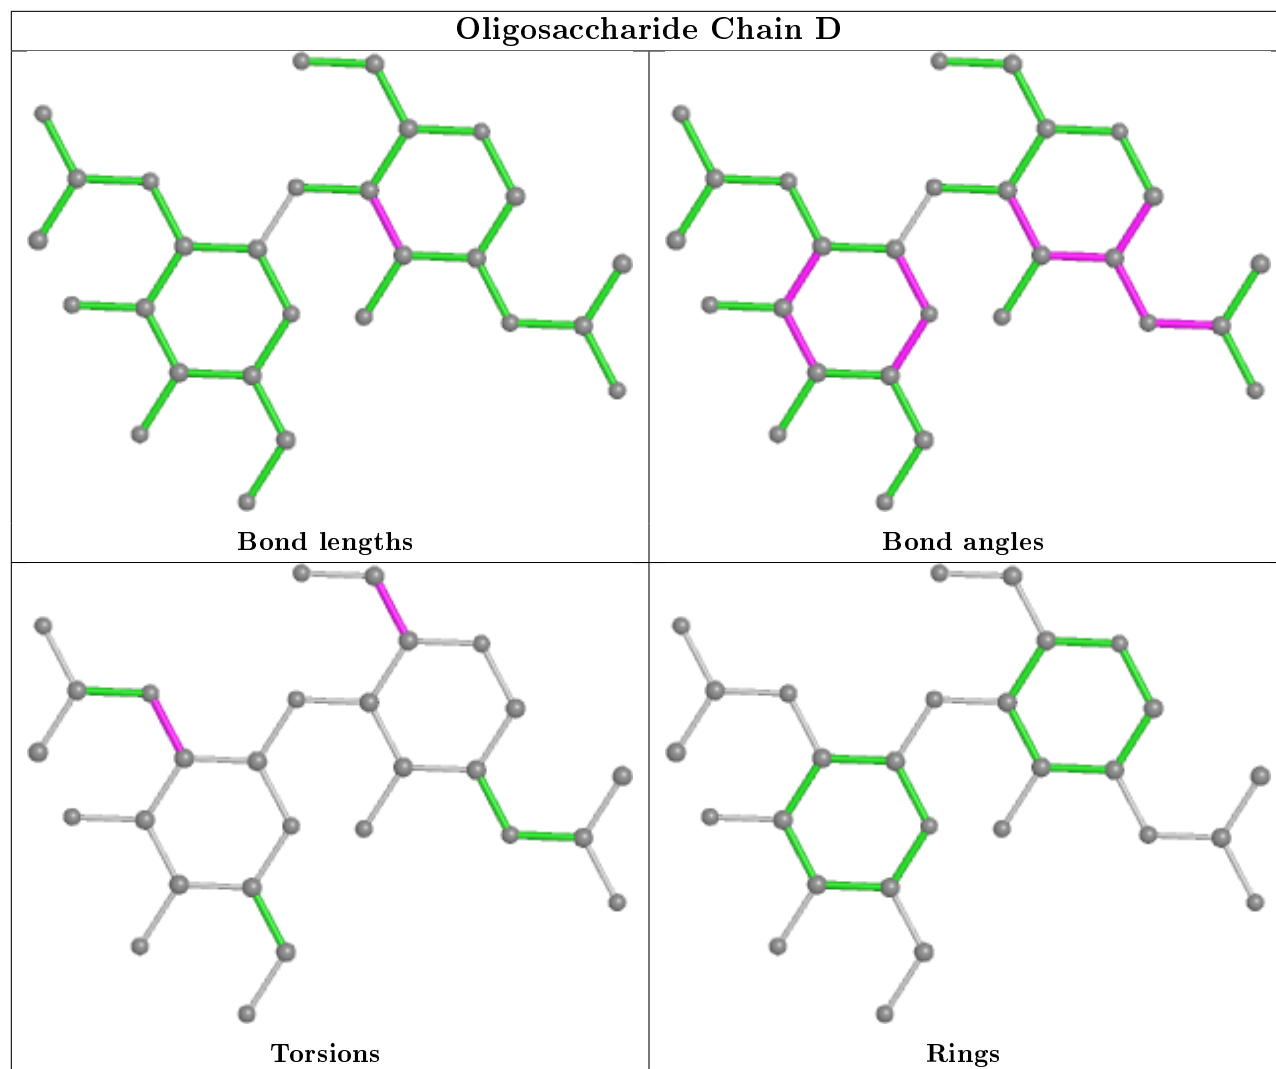 Oligosaccharide Chain D
Bond lengths
Bond angles
Torsions
Rings